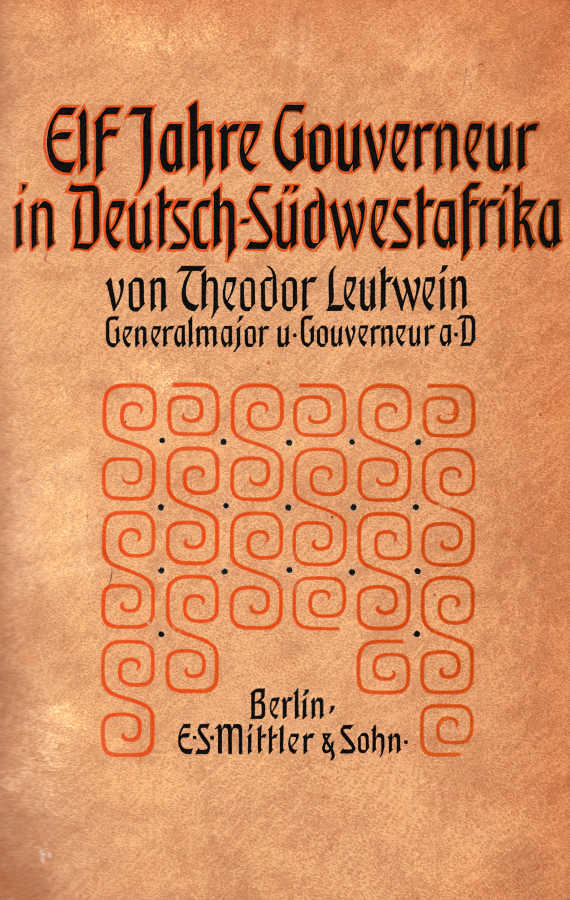 Elf Jahre Gouverneur
in Deutsch-Südwestafrika
von Theodor Leutwein
Generalmajor u·Gouverneur a·D
Berlin,
E·S·Mittler & Sohn·